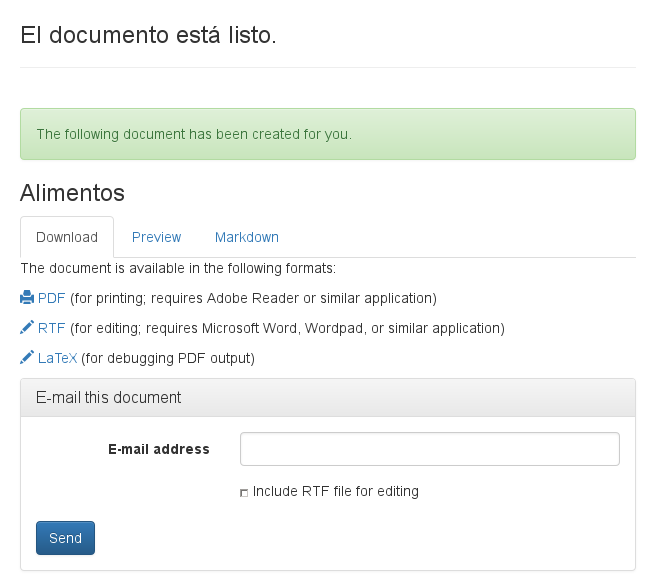 El documento está listo.
The following document has been created for you.
Alimentos
Download Preview Markdown
The document is available in the following formats:
PDF (for printing; requires Adobe Reader or similar application)
RTF (for editing; requires Microsoft Word, Wordpad, or similar application)
LaTeX (for debugging PDF output)
E-mail this document
E-mail address
Include RTF file for editing
Send